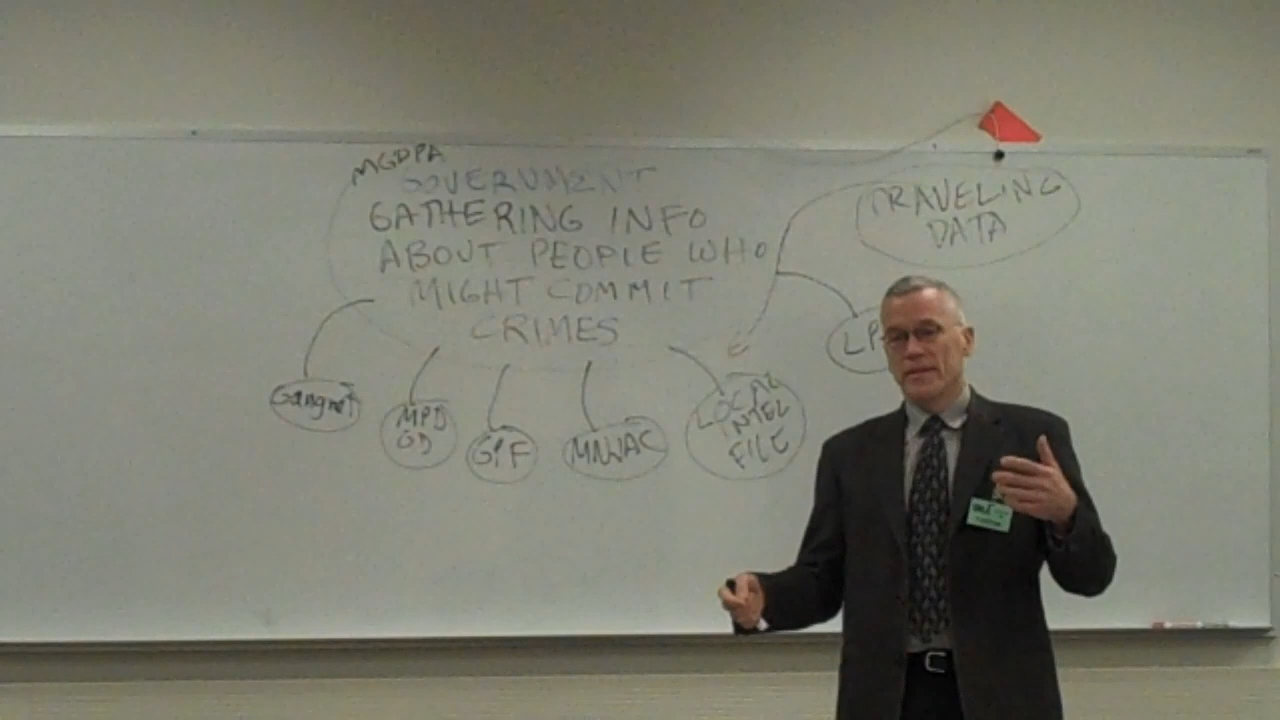 MGDPA
GOVERNMENT
GATHERING INFO
ABOUT PEOPLE WHO
MIGHT COMMIT
CRIMES
TRAVELING
DATA
LP
Gangnet
MPD
GD
GPF
MNJAC
LOCAL
INTEL
FILE